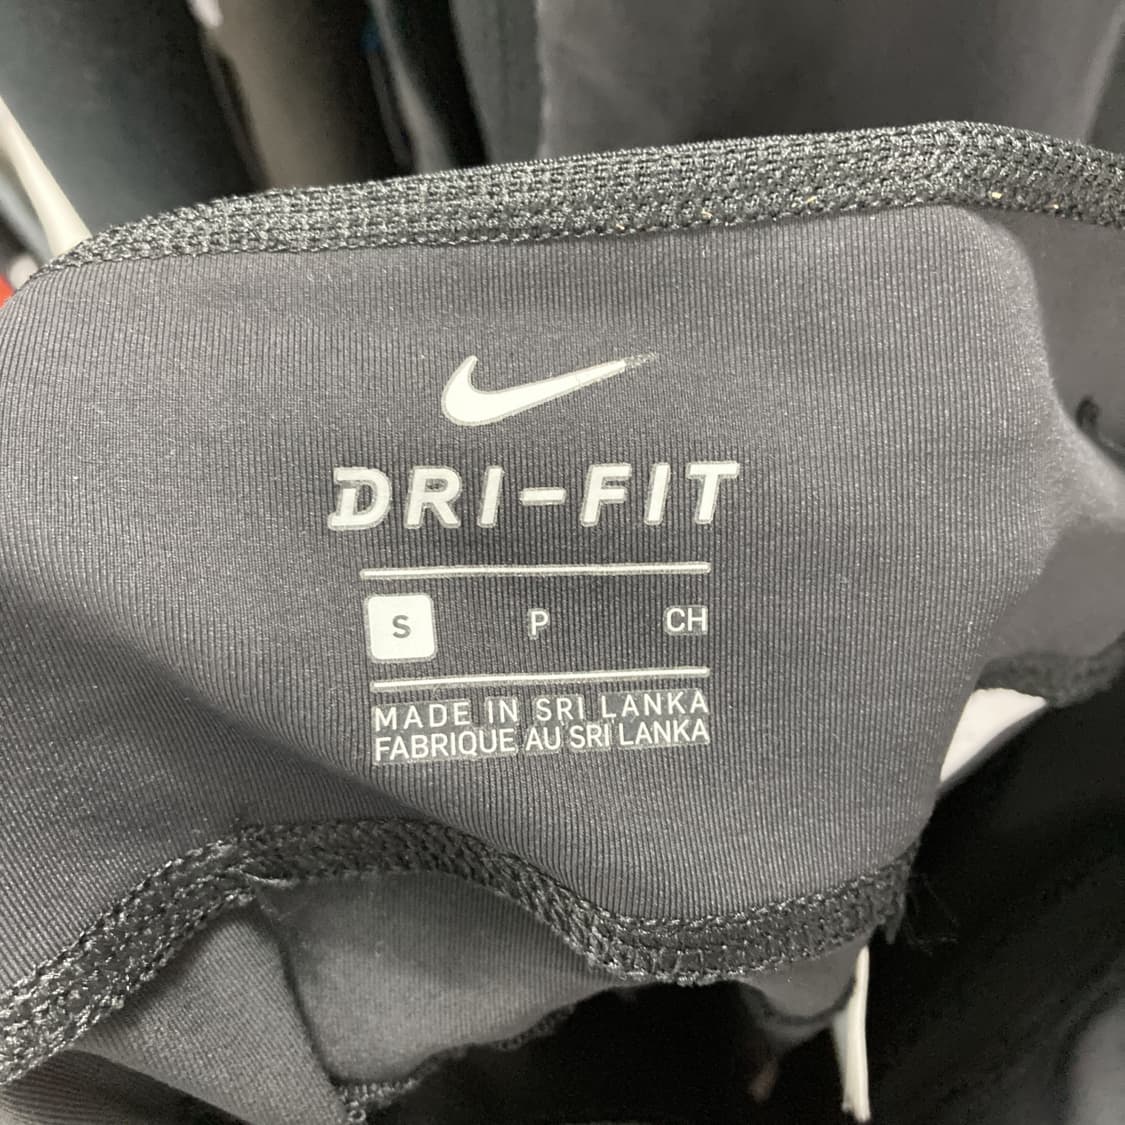 DRI-FIT
S P CH
MADE IN SRI LANKA
FABRIQUE AU SRI LANKA